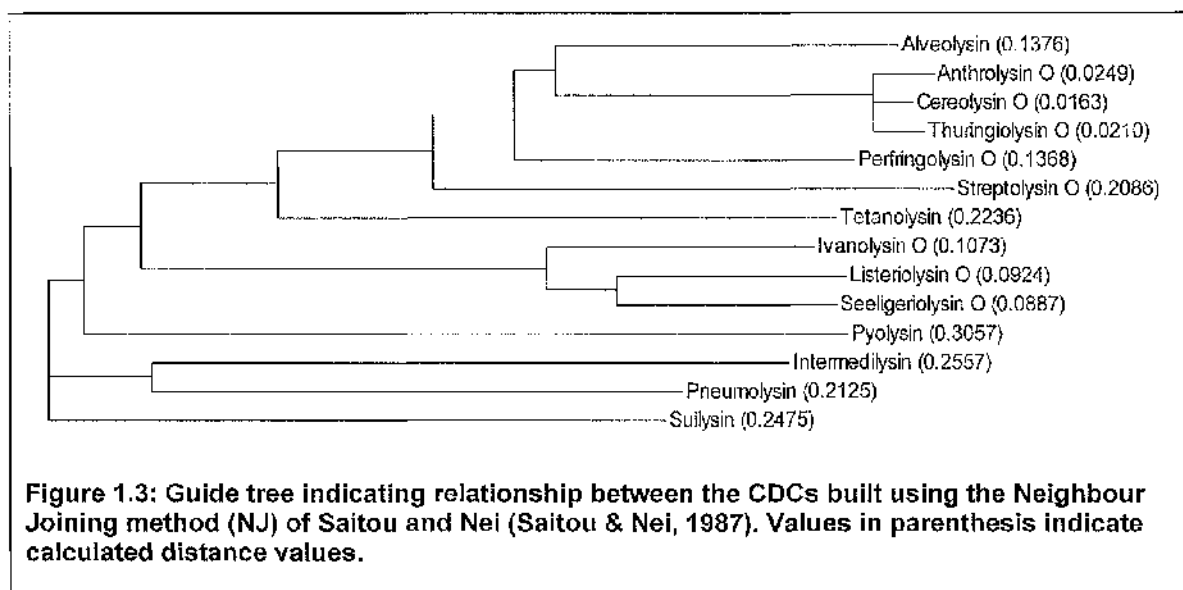 Alveolysin (0.1376)
Anthrolysin O (0.0249)
Cereolysin O (0.0163)
Thuringiolysin O (0.0210)
Perfringolysin O (0.1368)
Streptolysin O (0.2086)
Tetanolysin (0.2236)
Ivanolysin O (0.1073)
Listeriolysin O (0.0924)
Seeligeriolysin O (0.0887)
Pyolysin (0.3057)
Intermedilysin (0.2557)
Pneumolysin (0.2125)
Suilysin (0.2475)
Figure 1.3: Guide tree indicating relationship between the CDCs built using the Neighbour
Joining method (NJ) of Saitou and Nei (Saitou & Nei, 1987). Values in parenthesis indicate
calculated distance values.